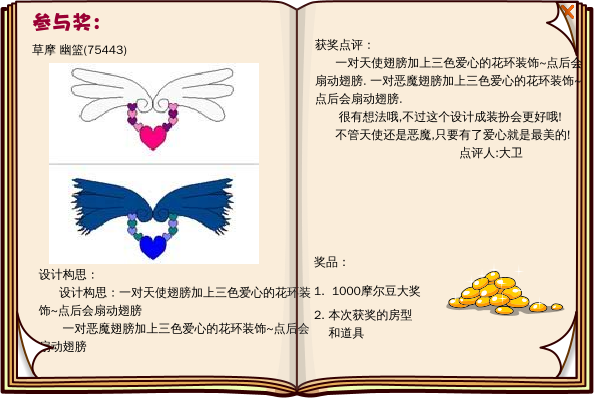 参与奖：
草摩 幽篮(75443)
设计构思：
设计构思：一对天使翅膀加上三色爱心的花环装
饰~点后会扇动翅膀
一对恶魔翅膀加上三色爱心的花环装饰~点后会
扇动翅膀
获奖点评：
一对天使翅膀加上三色爱心的花环装饰~点后会
扇动翅膀. 一对恶魔翅膀加上三色爱心的花环装饰~
点后会扇动翅膀.
很有想法哦,不过这个设计成装扮会更好哦!
不管天使还是恶魔,只要有了爱心就是最美的!
点评人:大卫
奖品：
1. 1000摩尔豆大奖
2. 本次获奖的房型
和道具